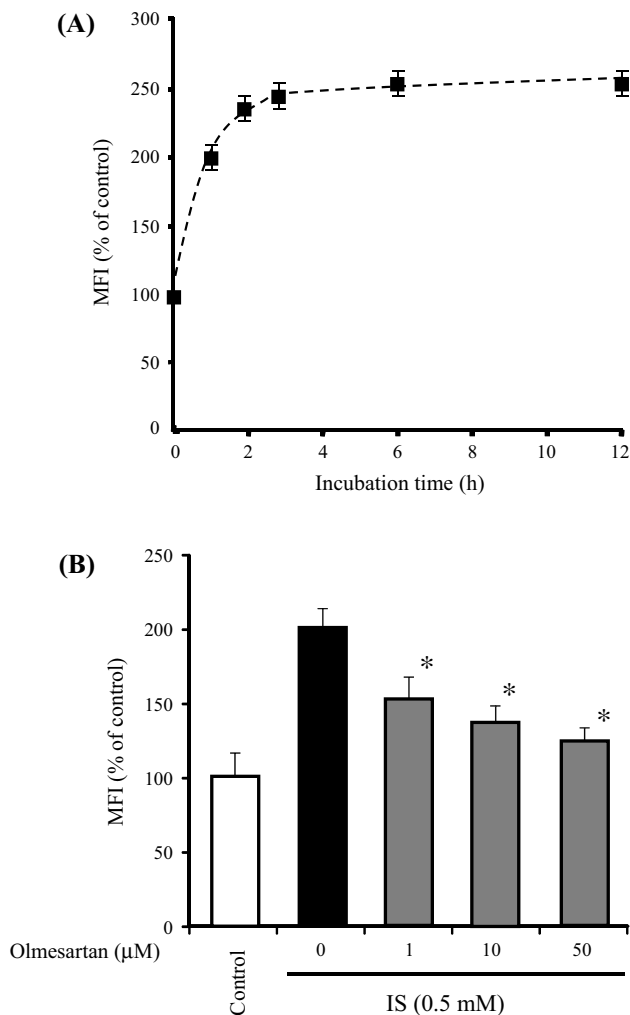 (A)
300
250
200
150
100
50
0
MFI (% of control)
0 2 4 6 8 10 12
Incubation time (h)
(B)
250
200
150
100
50
0
MFI (% of control)
* * *
Olmesartan (μM) 0 1 10 50
Control
IS (0.5 mM)